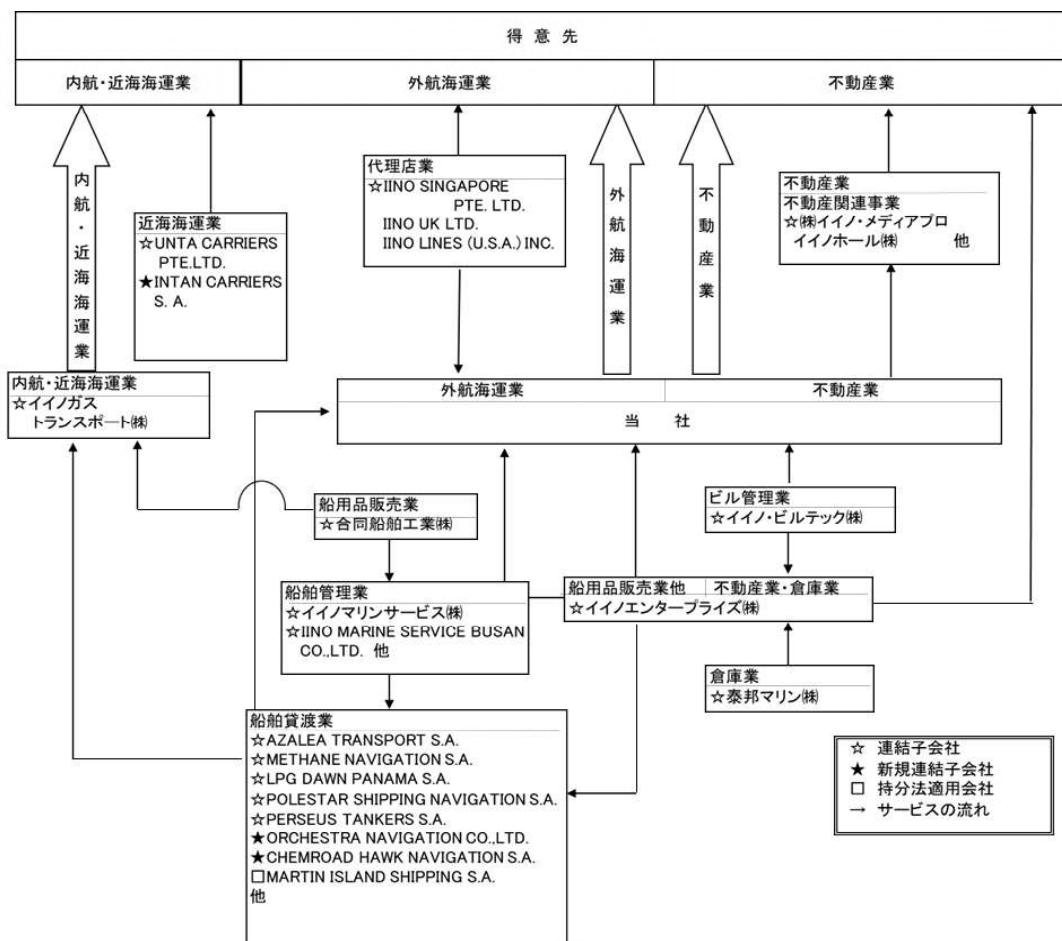 得 意 先
内航・近海海運業
外航海運業
不動産業
内航・近海海運業
近海海運業
☆UNTA CARRIERS
PTE.LTD.
★INTAN CARRIERS
S. A.
代理店業
☆IINO SINGAPORE
PTE. LTD.
IINO UK LTD.
IINO LINES (U.S.A.) INC.
外航海運業
不動産業
不動産業
不動産関連事業
☆㈱イイノ・メディアプロ
イイノホール㈱ 他
内航・近海海運業
☆イイノガス
トランスポート㈱
外航海運業
不動産業
当 社
船用品販売業
☆合同船舶工業㈱
ビル管理業
☆イイノ・ビルテック㈱
船舶管理業
☆イイノマリンサービス㈱
☆IINO MARINE SERVICE BUSAN
CO.,LTD. 他
船用品販売業他
不動産業・倉庫業
☆イイノエンタープライズ㈱
倉庫業
☆泰邦マリン㈱
船舶貸渡業
☆AZALEA TRANSPORT S.A.
☆METHANE NAVIGATION S.A.
☆LPG DAWN PANAMA S.A.
☆POLESTAR SHIPPING NAVIGATION S.A.
☆PERSEUS TANKERS S.A.
★ORCHESTRA NAVIGATION CO.,LTD.
★CHEMROAD HAWK NAVIGATION S.A.
□MARTIN ISLAND SHIPPING S.A.
他
☆ 連結子会社
★ 新規連結子会社
□ 持分法適用会社
→ サービスの流れ